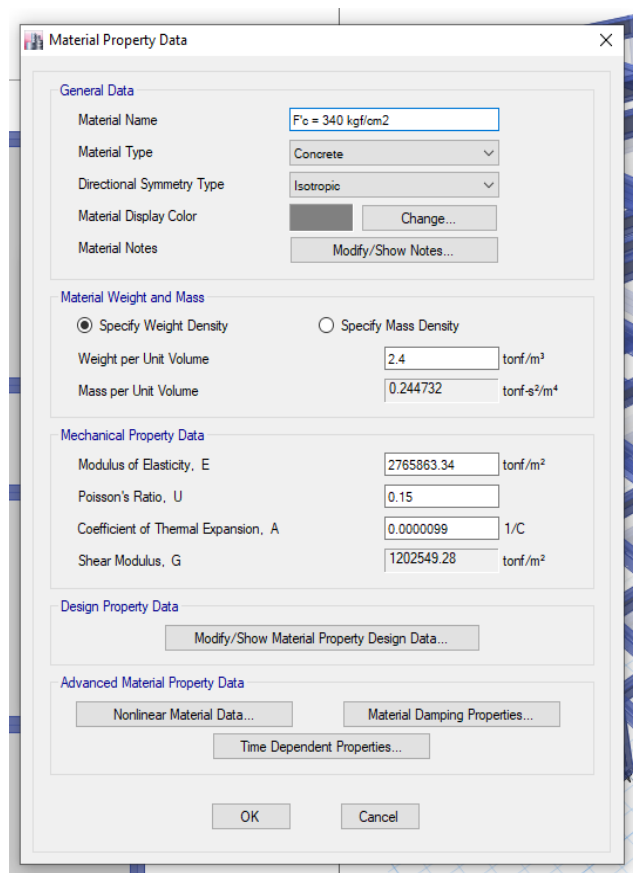 Material Property Data
General Data
Material Name F'c = 340 kgf/cm2
Material Type Concrete
Directional Symmetry Type Isotropic
Material Display Color Change...
Material Notes Modify/Show Notes...
Material Weight and Mass
Specify Weight Density Specify Mass Density
Weight per Unit Volume 2.4 tonf/m³
Mass per Unit Volume 0.244732 tonf-s²/m⁴
Mechanical Property Data
Modulus of Elasticity, E 2765863.34 tonf/m²
Poisson's Ratio, U 0.15
Coefficient of Thermal Expansion, A 0.0000099 1/C
Shear Modulus, G 1202549.28 tonf/m²
Design Property Data
Modify/Show Material Property Design Data...
Advanced Material Property Data
Nonlinear Material Data... Material Damping Properties...
Time Dependent Properties...
OK Cancel